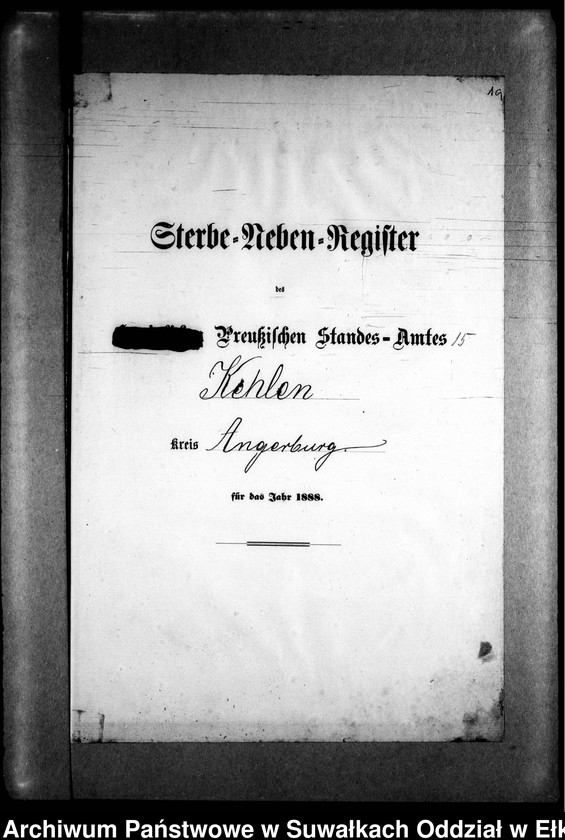 19
Sterbe-Neben-Register
des
Preußischen Standes-Amtes 15
Kehlen
Kreis Angerburg.
für das Jahr 1888.
Archiwum Państwowe w Suwałkach Oddział w Ełk